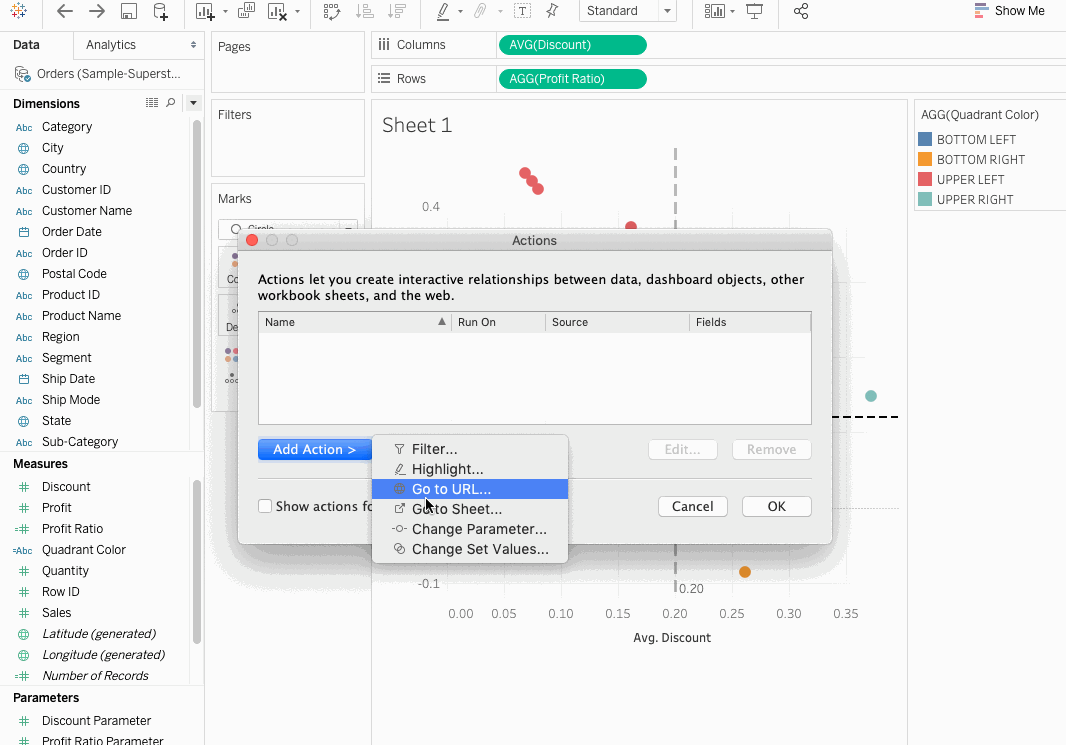 Standard
Show Me
Data
Analytics
Orders (Sample-Superst...
Dimensions
Abc Category
City
Country
Abc Customer ID
Abc Customer Name
Order Date
Abc Order ID
Postal Code
Abc Product ID
Abc Product Name
Abc Region
Abc Segment
Ship Date
Abc Ship Mode
State
Abc Sub-Category
Measures
Discount
Profit
Profit Ratio
=Abc Quadrant Color
Quantity
Row ID
Sales
Latitude (generated)
Longitude (generated)
Number of Records
Parameters
Discount Parameter
Profit Ratio Parameter
Pages
Filters
Marks
Circle
Co
De
Columns
AVG(Discount)
Rows
AGG(Profit Ratio)
Sheet 1
0.4
-0.1
0.20
0.00 0.05 0.10 0.15 0.20 0.25 0.30 0.35
Avg. Discount
AGG(Quadrant Color)
BOTTOM LEFT
BOTTOM RIGHT
UPPER LEFT
UPPER RIGHT
Actions
Actions let you create interactive relationships between data, dashboard objects, other
workbook sheets, and the web.
Name Run On Source Fields
Add Action >
Edit...
Remove
Filter...
Highlight...
Go to URL...
Go to Sheet...
Change Parameter...
Change Set Values...
Show actions fo
Cancel
OK